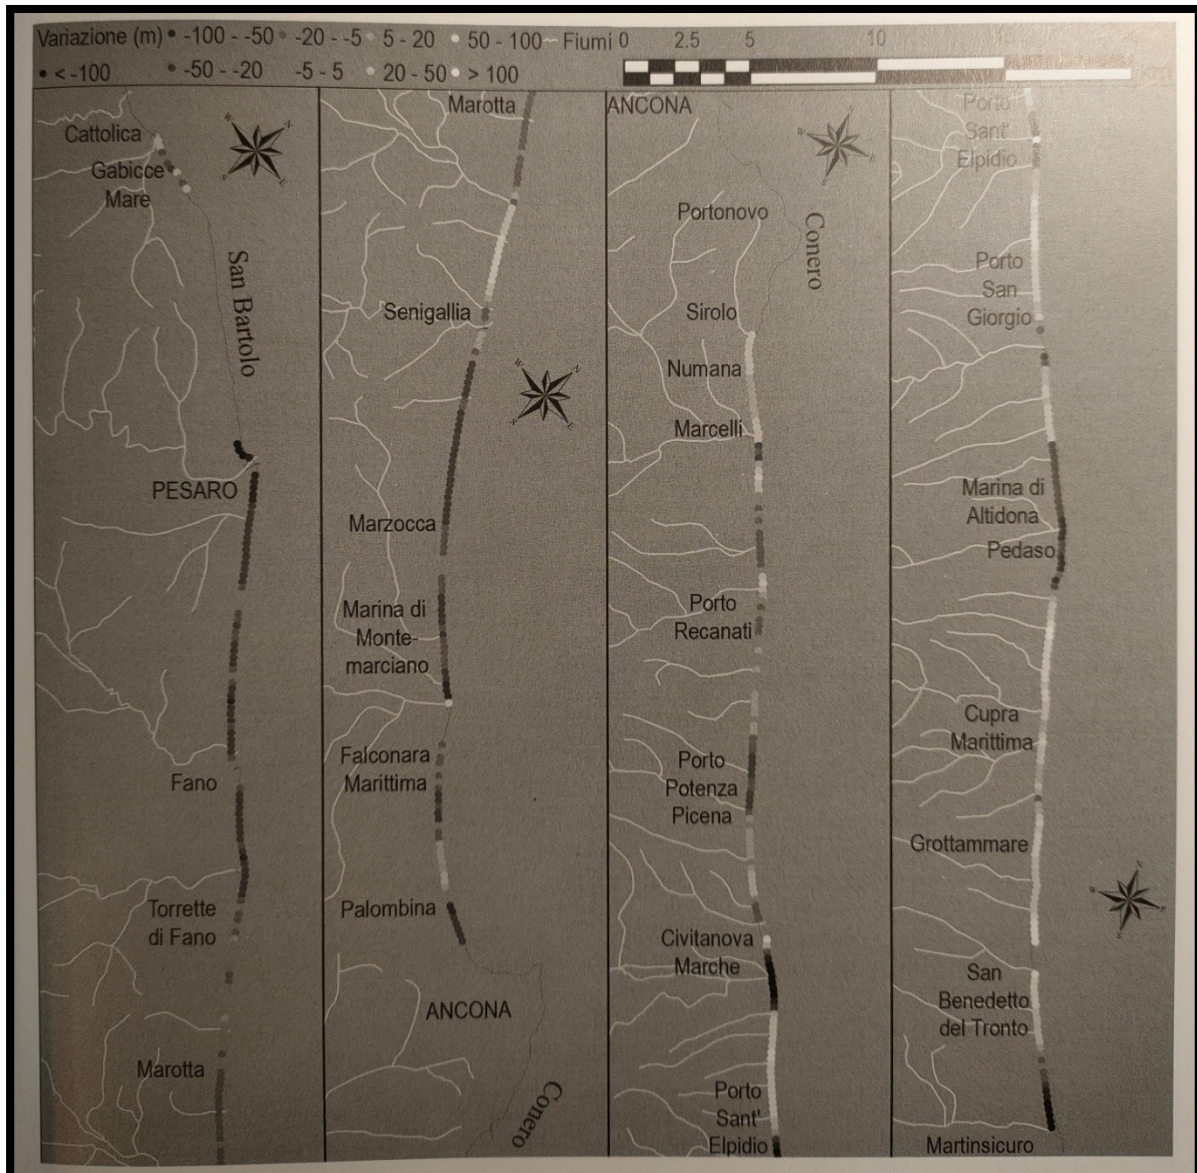 Variazione (m) -100 - -50 -20 - -5 5 - 20 50 - 100 Fiumi 0 2.5 5 10
< -100 -50 - -20 -5 - 5 20 - 50 > 100
Cattolica
Gabicce
Mare
San Bartolo
PESARO
Fano
Torrette
di Fano
Marotta
Marotta
Senigallia
Marzocca
Marina di
Monte-
marciano
Falconara
Marittima
Palombina
ANCONA
Conero
ANCONA
Portonovo
Conero
Sirolo
Numana
Marcelli
Porto
Recanati
Porto
Potenza
Picena
Civitanova
Marche
Porto
Sant'
Elpidio
Porto
Sant'
Elpidio
Porto
San
Giorgio
Marina di
Altidona
Pedaso
Cupra
Marittima
Grottammare
San
Benedetto
del Tronto
Martinsicuro